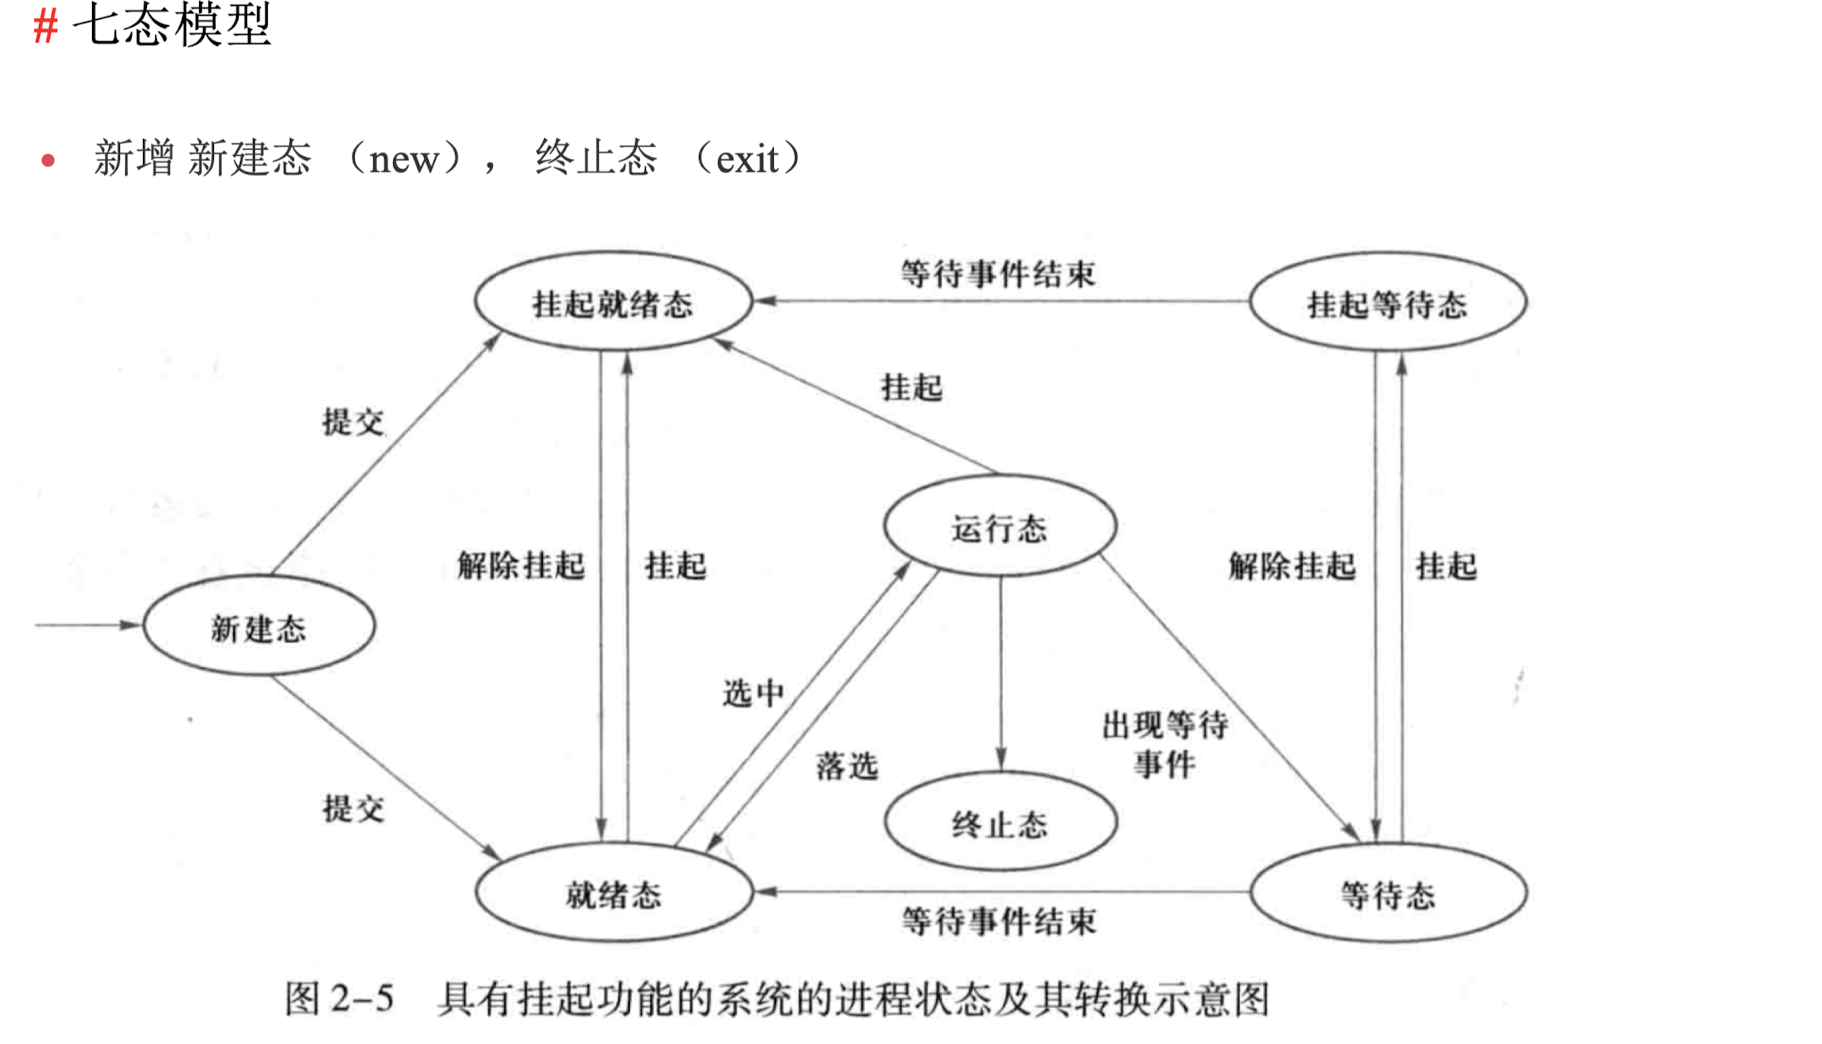 # 七态模型
• 新增 新建态 （new）， 终止态 （exit）
等待事件结束
挂起就绪态
挂起等待态
挂起
提交
运行态
解除挂起
挂起
解除挂起
挂起
新建态
选中
出现等待
事件
落选
提交
终止态
就绪态
等待态
等待事件结束
图 2-5 具有挂起功能的系统的进程状态及其转换示意图